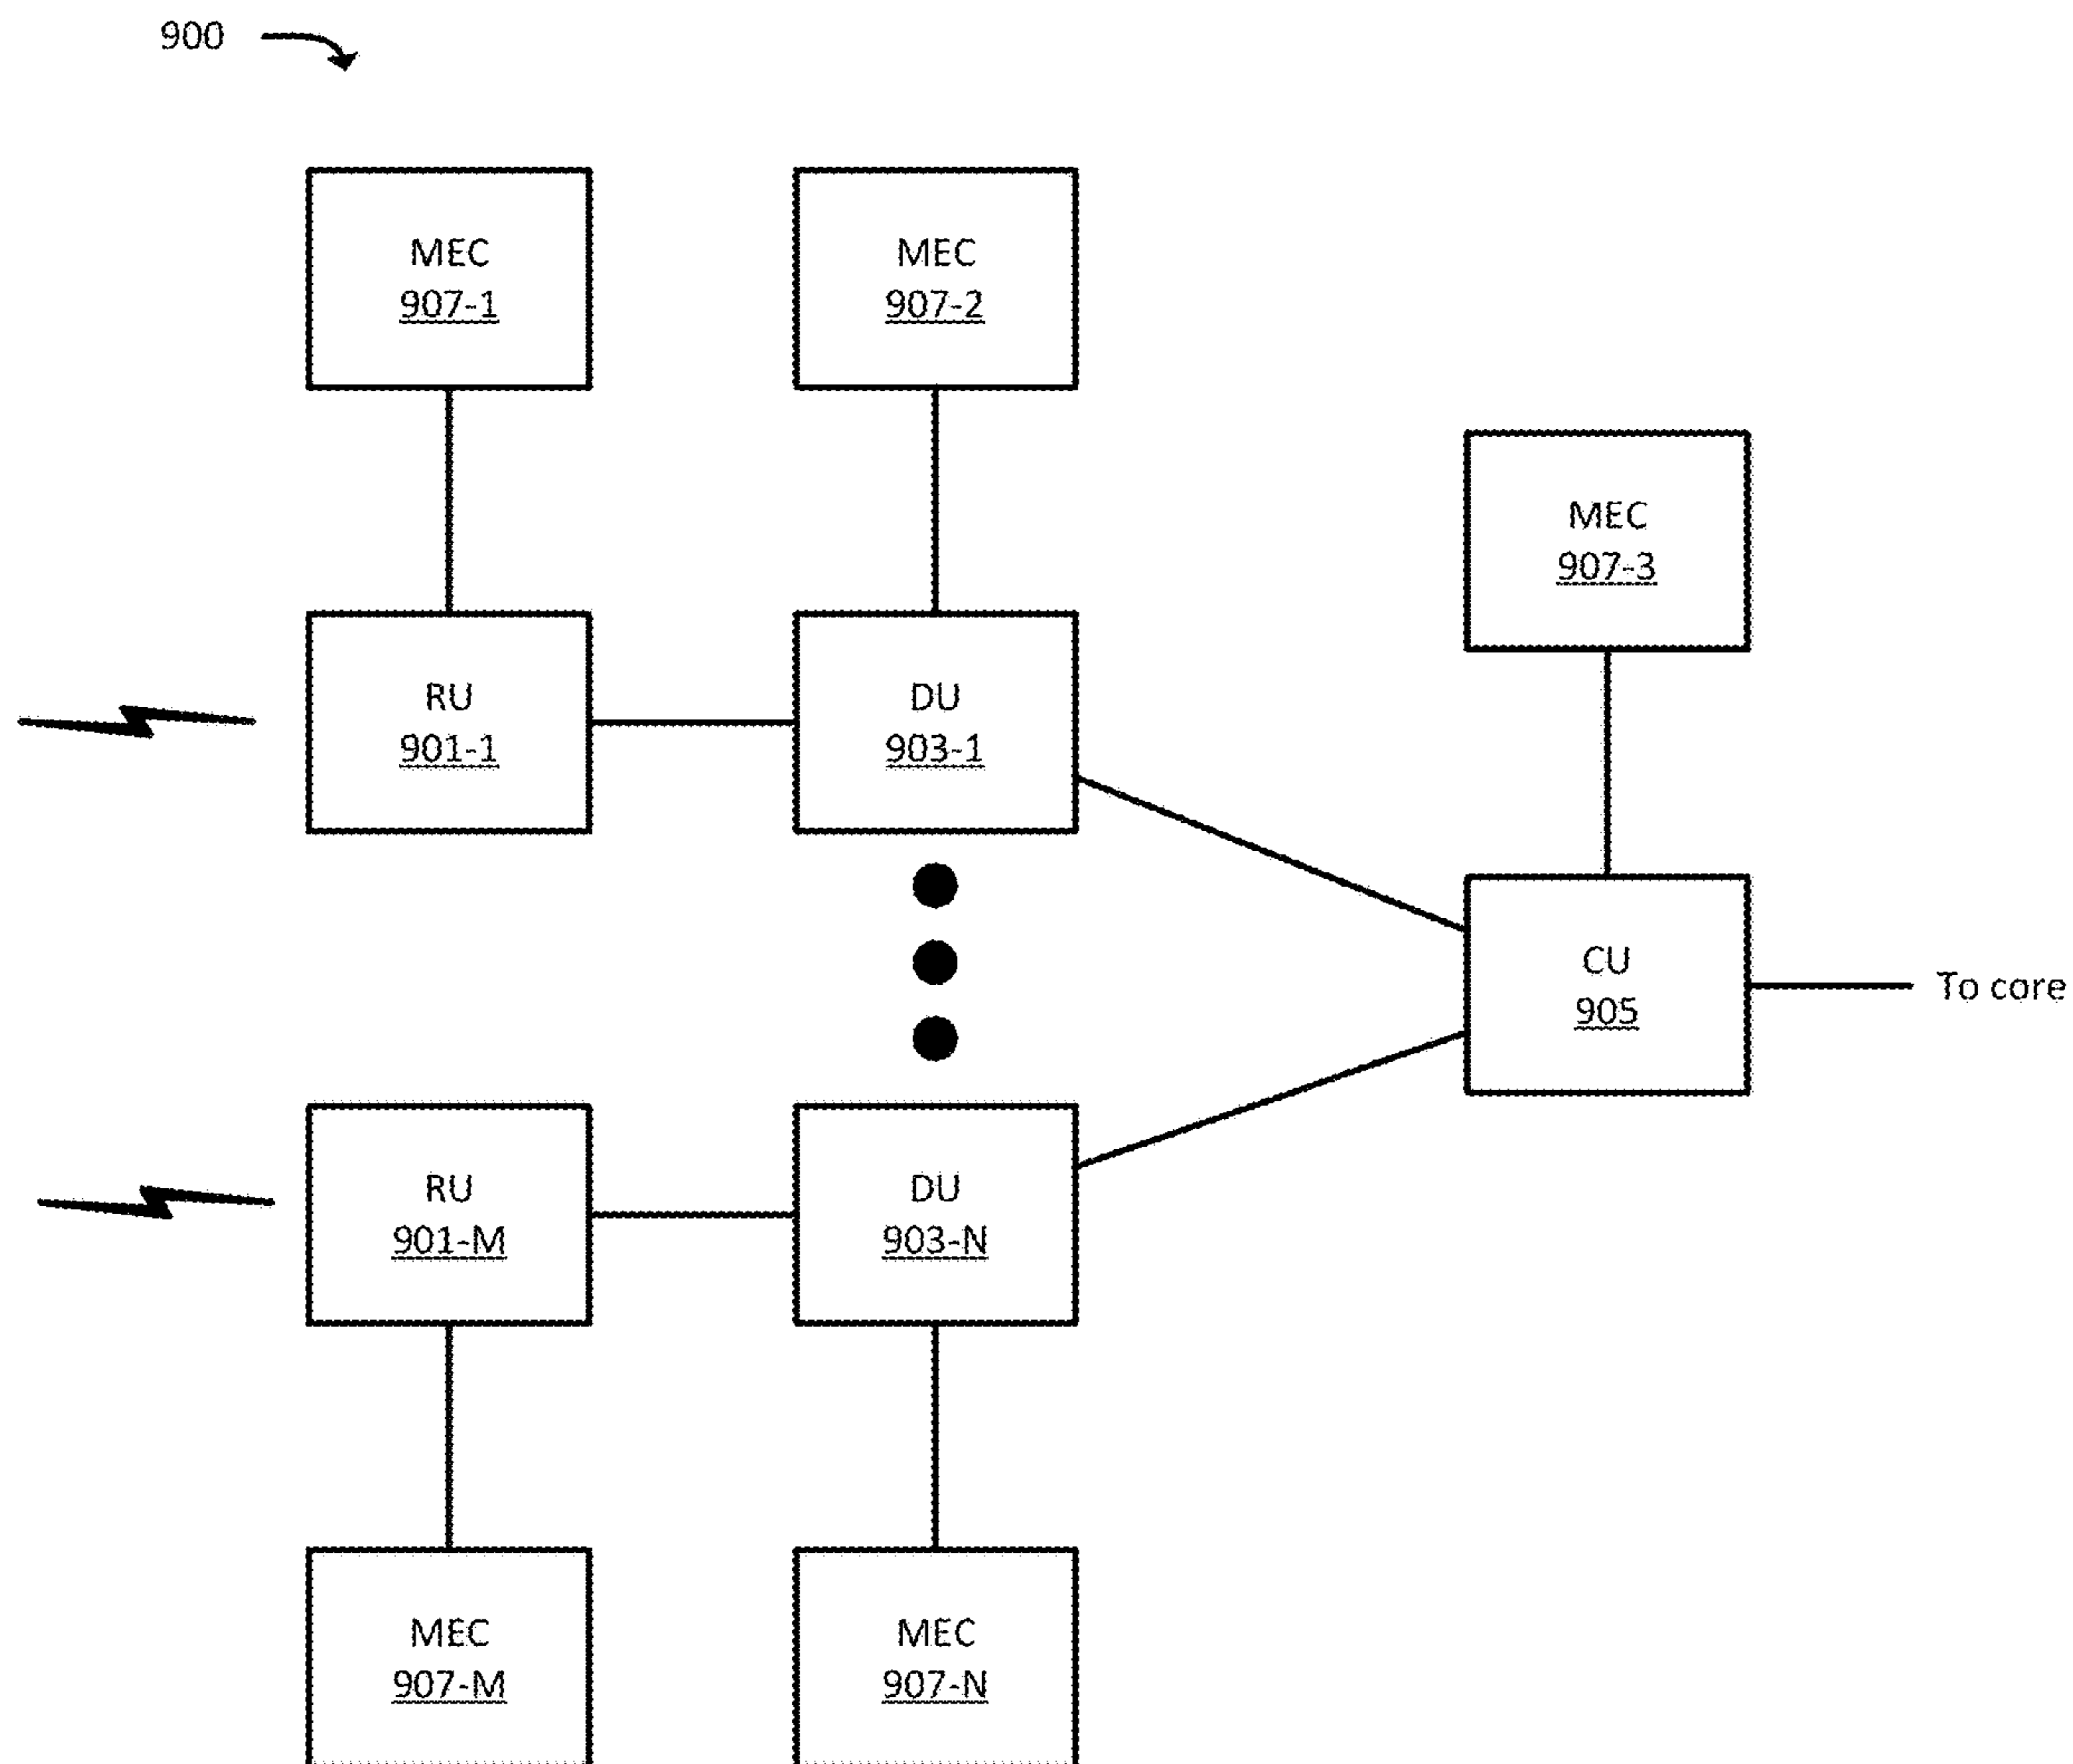 900
MEC
907-1
MEC
907-2
MEC
907-3
RU
901-1
DU
903-1
CU
905
To core
RU
901-M
DU
903-N
MEC
907-M
MEC
907-N